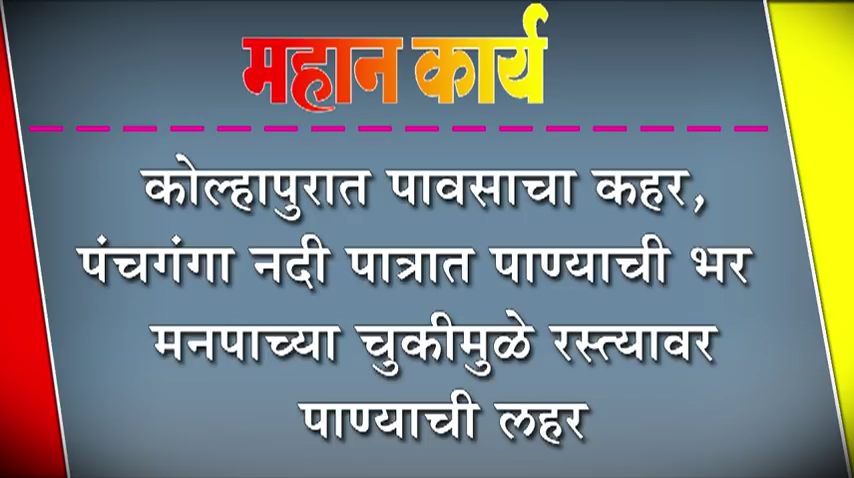 महान कार्य
कोल्हापुरात पावसाचा कहर,
पंचगंगा नदी पात्रात पाण्याची भर
मनपाच्या चुकीमुळे रस्त्यावर
पाण्याची लहर